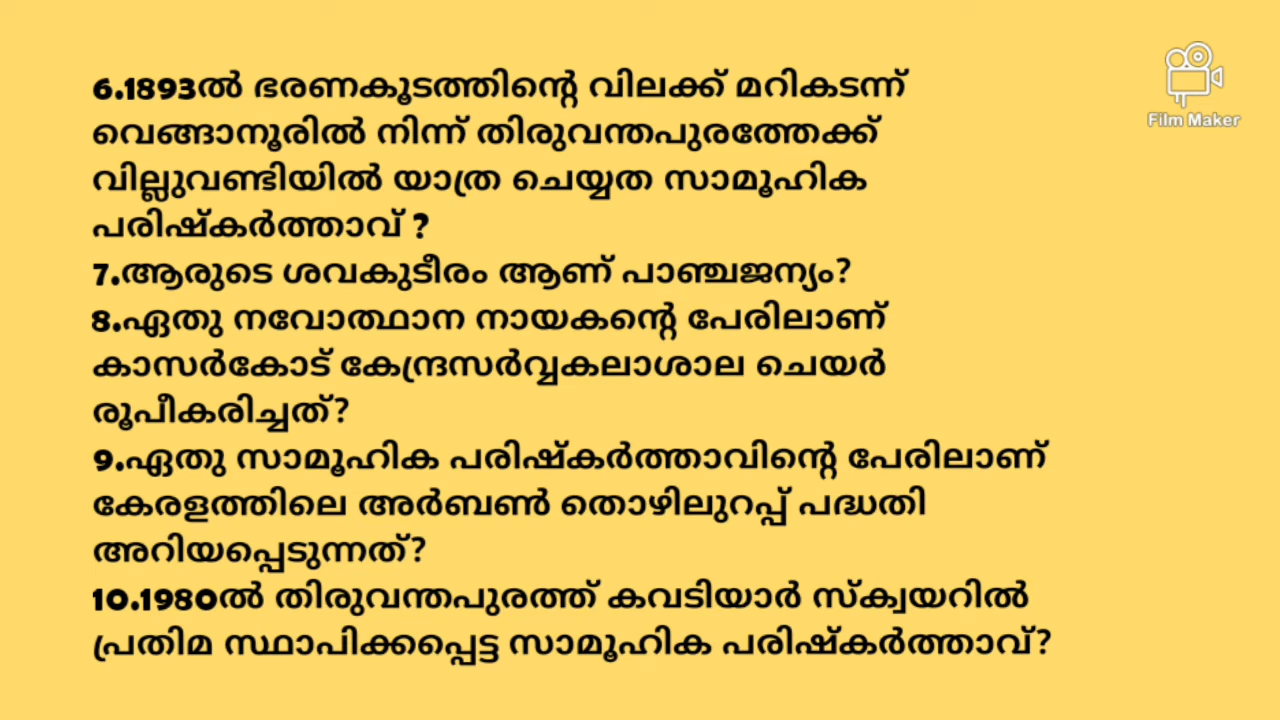 6.1893ൽ ഭരണകൂടത്തിന്റെ വിലക്ക് മറികടന്ന്
വെങ്ങാനൂരിൽ നിന്ന് തിരുവന്തപുരത്തേക്ക്
വില്ലുവണ്ടിയിൽ യാത്ര ചെയ്യത സാമൂഹിക
പരിഷ്കർത്താവ് ?
7.ആരുടെ ശവകുടീരം ആണ് പാഞ്ചജന്യം?
8.ഏതു നവോത്ഥാന നായകന്റെ പേരിലാണ്
കാസർകോട് കേന്ദ്രസർവ്വകലാശാല ചെയർ
രൂപീകരിച്ചത്?
9.ഏതു സാമൂഹിക പരിഷ്കർത്താവിന്റെ പേരിലാണ്
കേരളത്തിലെ അർബൺ തൊഴിലുറപ്പ് പദ്ധതി
അറിയപ്പെടുന്നത്?
10.1980ൽ തിരുവന്തപുരത്ത് കവടിയാർ സ്ക്വയറിൽ
പ്രതിമ സ്ഥാപിക്കപ്പെട്ട സാമൂഹിക പരിഷ്കർത്താവ്?
Film Maker